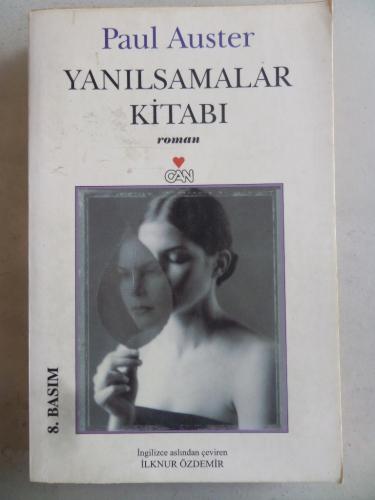 Paul Auster
YANILSAMALAR
KİTABI
roman
CAN
8. BASIM
İngilizce aslından çeviren
İLKNUR ÖZDEMİR